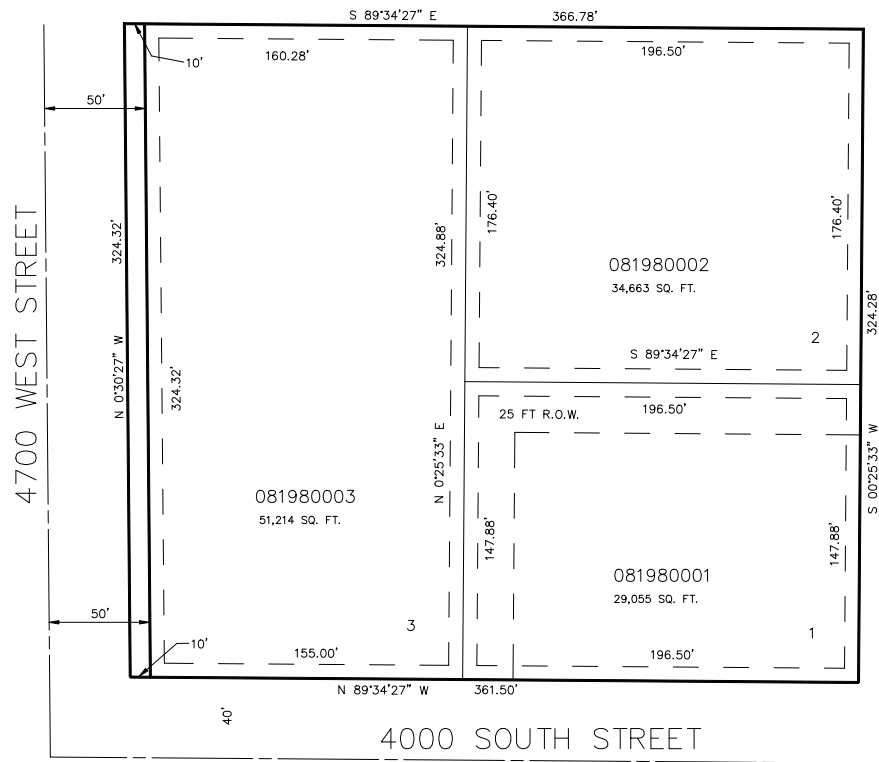 S 89°34'27" E
366.78'
10'
160.28'
196.50'
50'
4700 WEST STREET
324.32'
N 0°30'27" W
324.32'
324.88'
N 0°25'33" E
176.40'
176.40'
081980002
34,663 SQ. FT.
2
324.28'
S 00°25'33" W
S 89°34'27" E
25 FT R.O.W.
196.50'
081980003
51,214 SQ. FT.
147.88'
147.88'
081980001
29,055 SQ. FT.
50'
3
1
10'
155.00'
196.50'
N 89°34'27" W
361.50'
40'
4000 SOUTH STREET